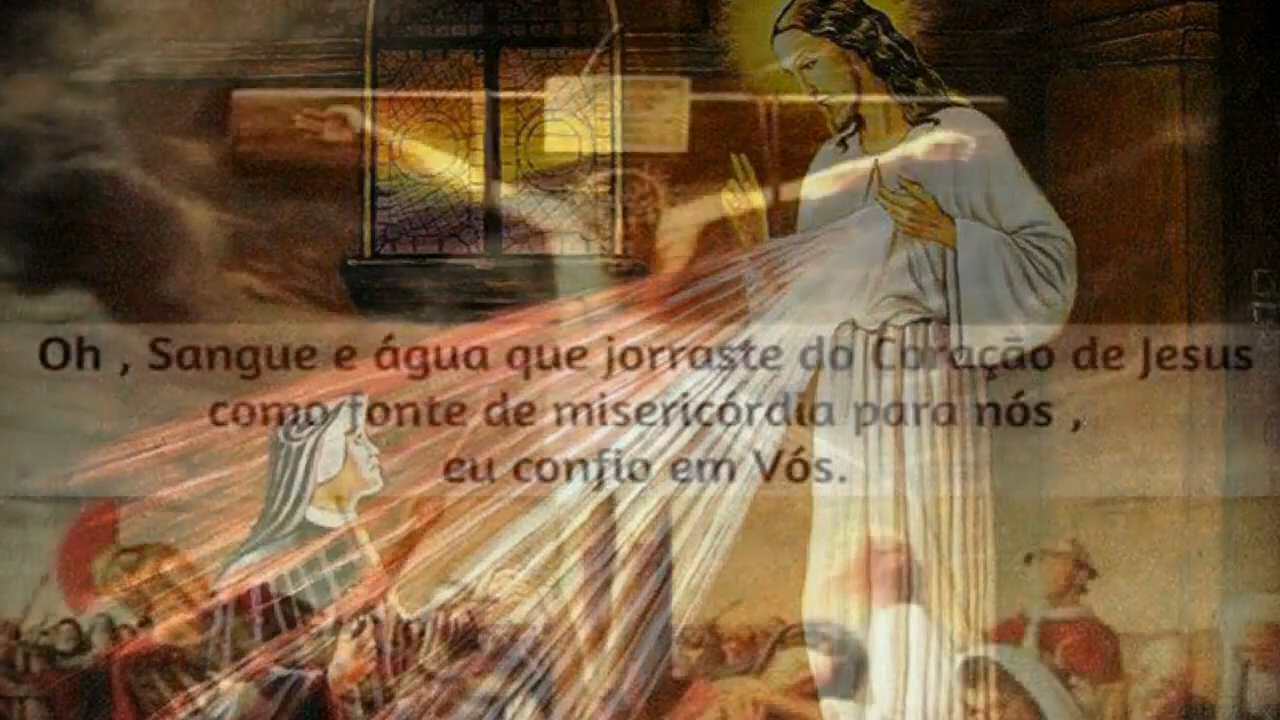 Oh , Sangue e água que jorraste do Coração de Jesus
como fonte de misericórdia para nós ,
eu confio em Vós.